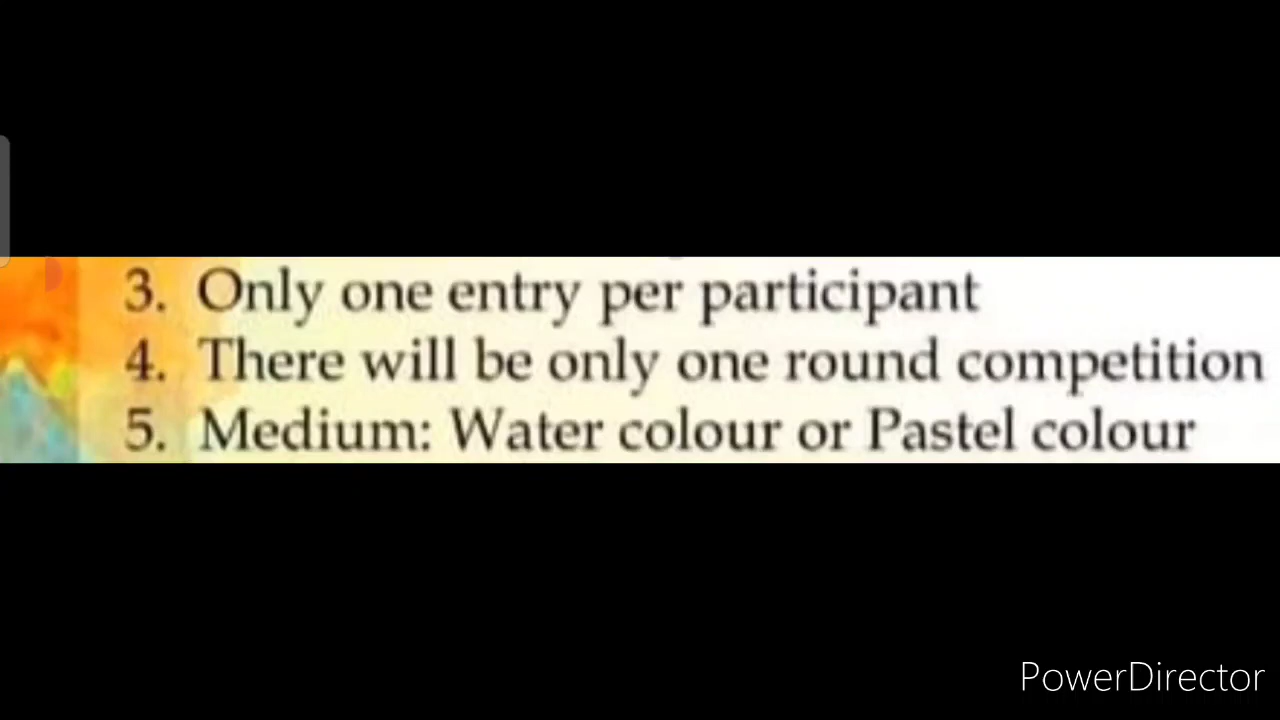 3. Only one entry per participant
4. There will be only one round competition
5. Medium: Water colour or Pastel colour
PowerDirector